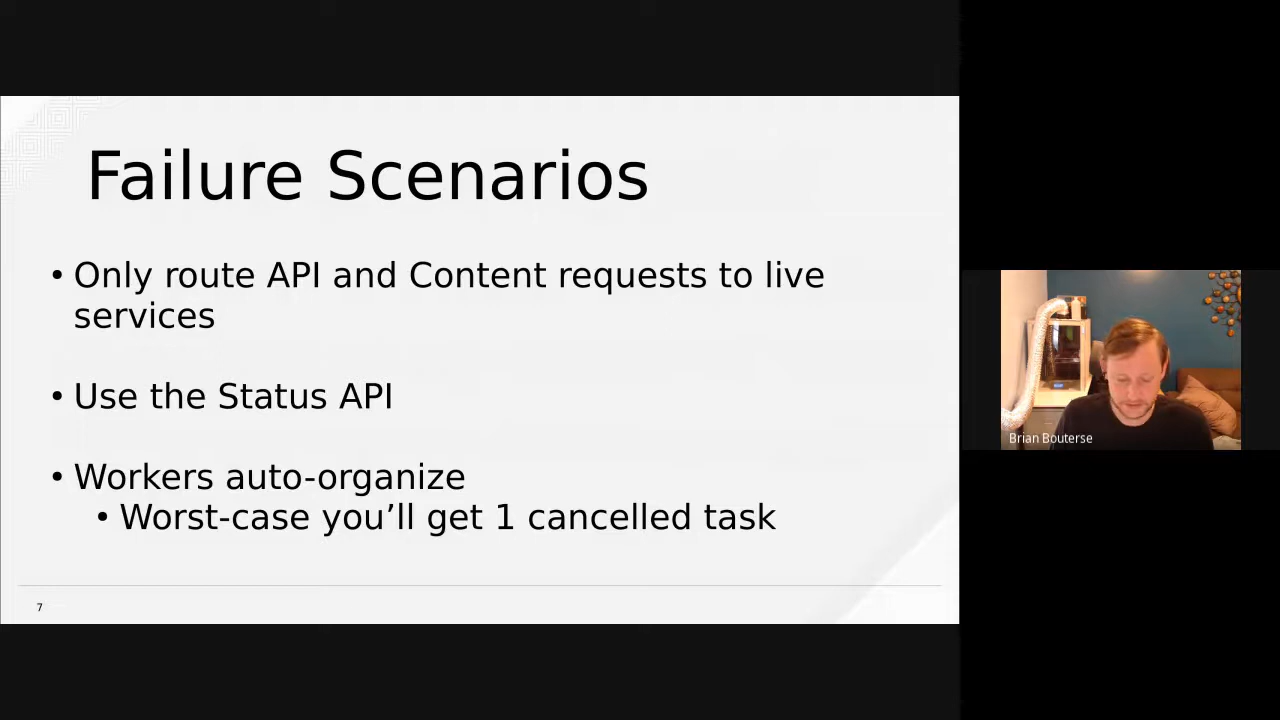 Failure Scenarios
• Only route API and Content requests to live
services
• Use the Status API
• Workers auto-organize
• Worst-case you’ll get 1 cancelled task
7
Brian Bouterse